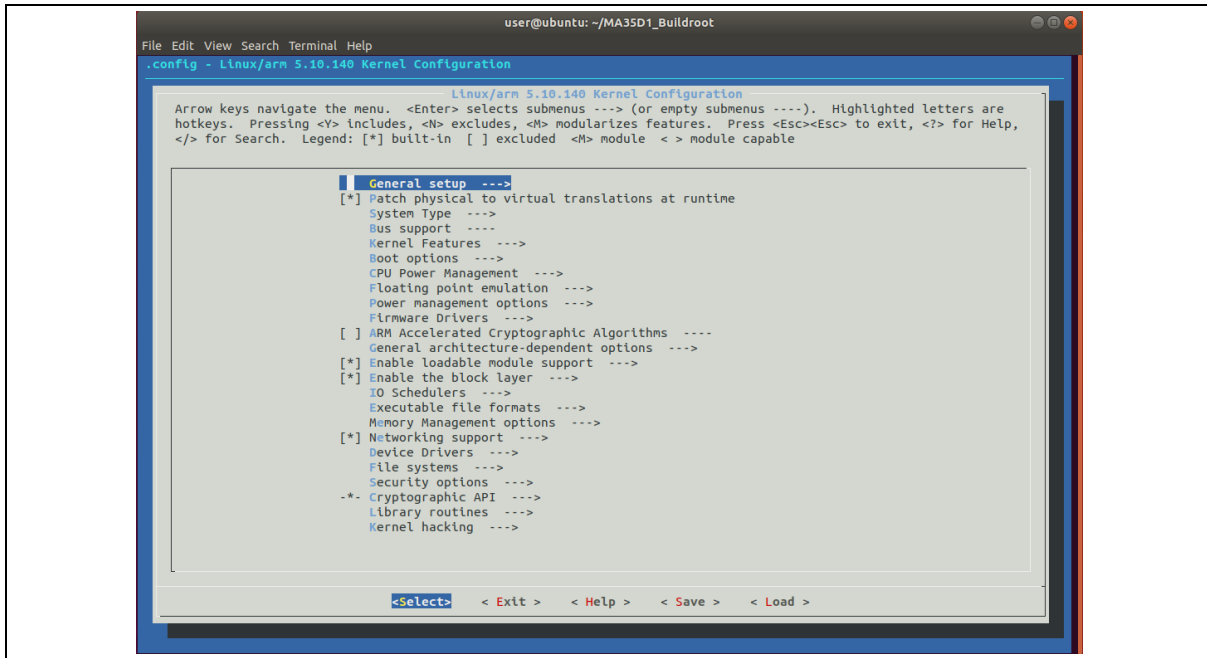 user@ubuntu: ~/MA35D1_Buildroot
File Edit View Search Terminal Help
.config - Linux/arm 5.10.140 Kernel Configuration
Linux/arm 5.10.140 Kernel Configuration
Arrow keys navigate the menu. <Enter> selects submenus ---> (or empty submenus ----). Highlighted letters are
hotkeys. Pressing <Y> includes, <N> excludes, <M> modularizes features. Press <Esc><Esc> to exit, <?> for Help,
</> for Search. Legend: [*] built-in [ ] excluded <M> module < > module capable
General setup --->
[*] Patch physical to virtual translations at runtime
System Type --->
Bus support ----
Kernel Features --->
Boot options --->
CPU Power Management --->
Floating point emulation --->
Power management options --->
Firmware Drivers --->
[ ] ARM Accelerated Cryptographic Algorithms ----
General architecture-dependent options --->
[*] Enable loadable module support --->
[*] Enable the block layer --->
IO Schedulers --->
Executable file formats --->
Memory Management options --->
[*] Networking support --->
Device Drivers --->
File systems --->
Security options --->
-*- Cryptographic API --->
Library routines --->
Kernel hacking --->
<Select> < Exit > < Help > < Save > < Load >